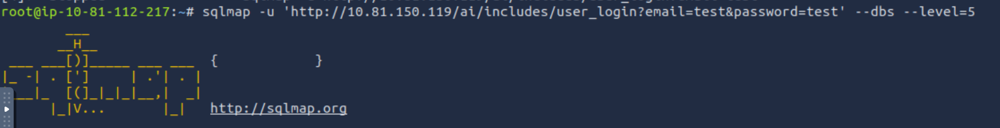 root@ip-10-81-112-217:~# sqlmap -u 'http://10.81.150.119/ai/includes/user_login?email=test&password=test' --dbs --level=5
        ___
       __H__
 ___ ___[)]_____ ___ ___  {           }
|_ -| . [']     | .'| . |
|___|_  [(]_|_|_|__,|  _|
      |_|V...       |_|   http://sqlmap.org